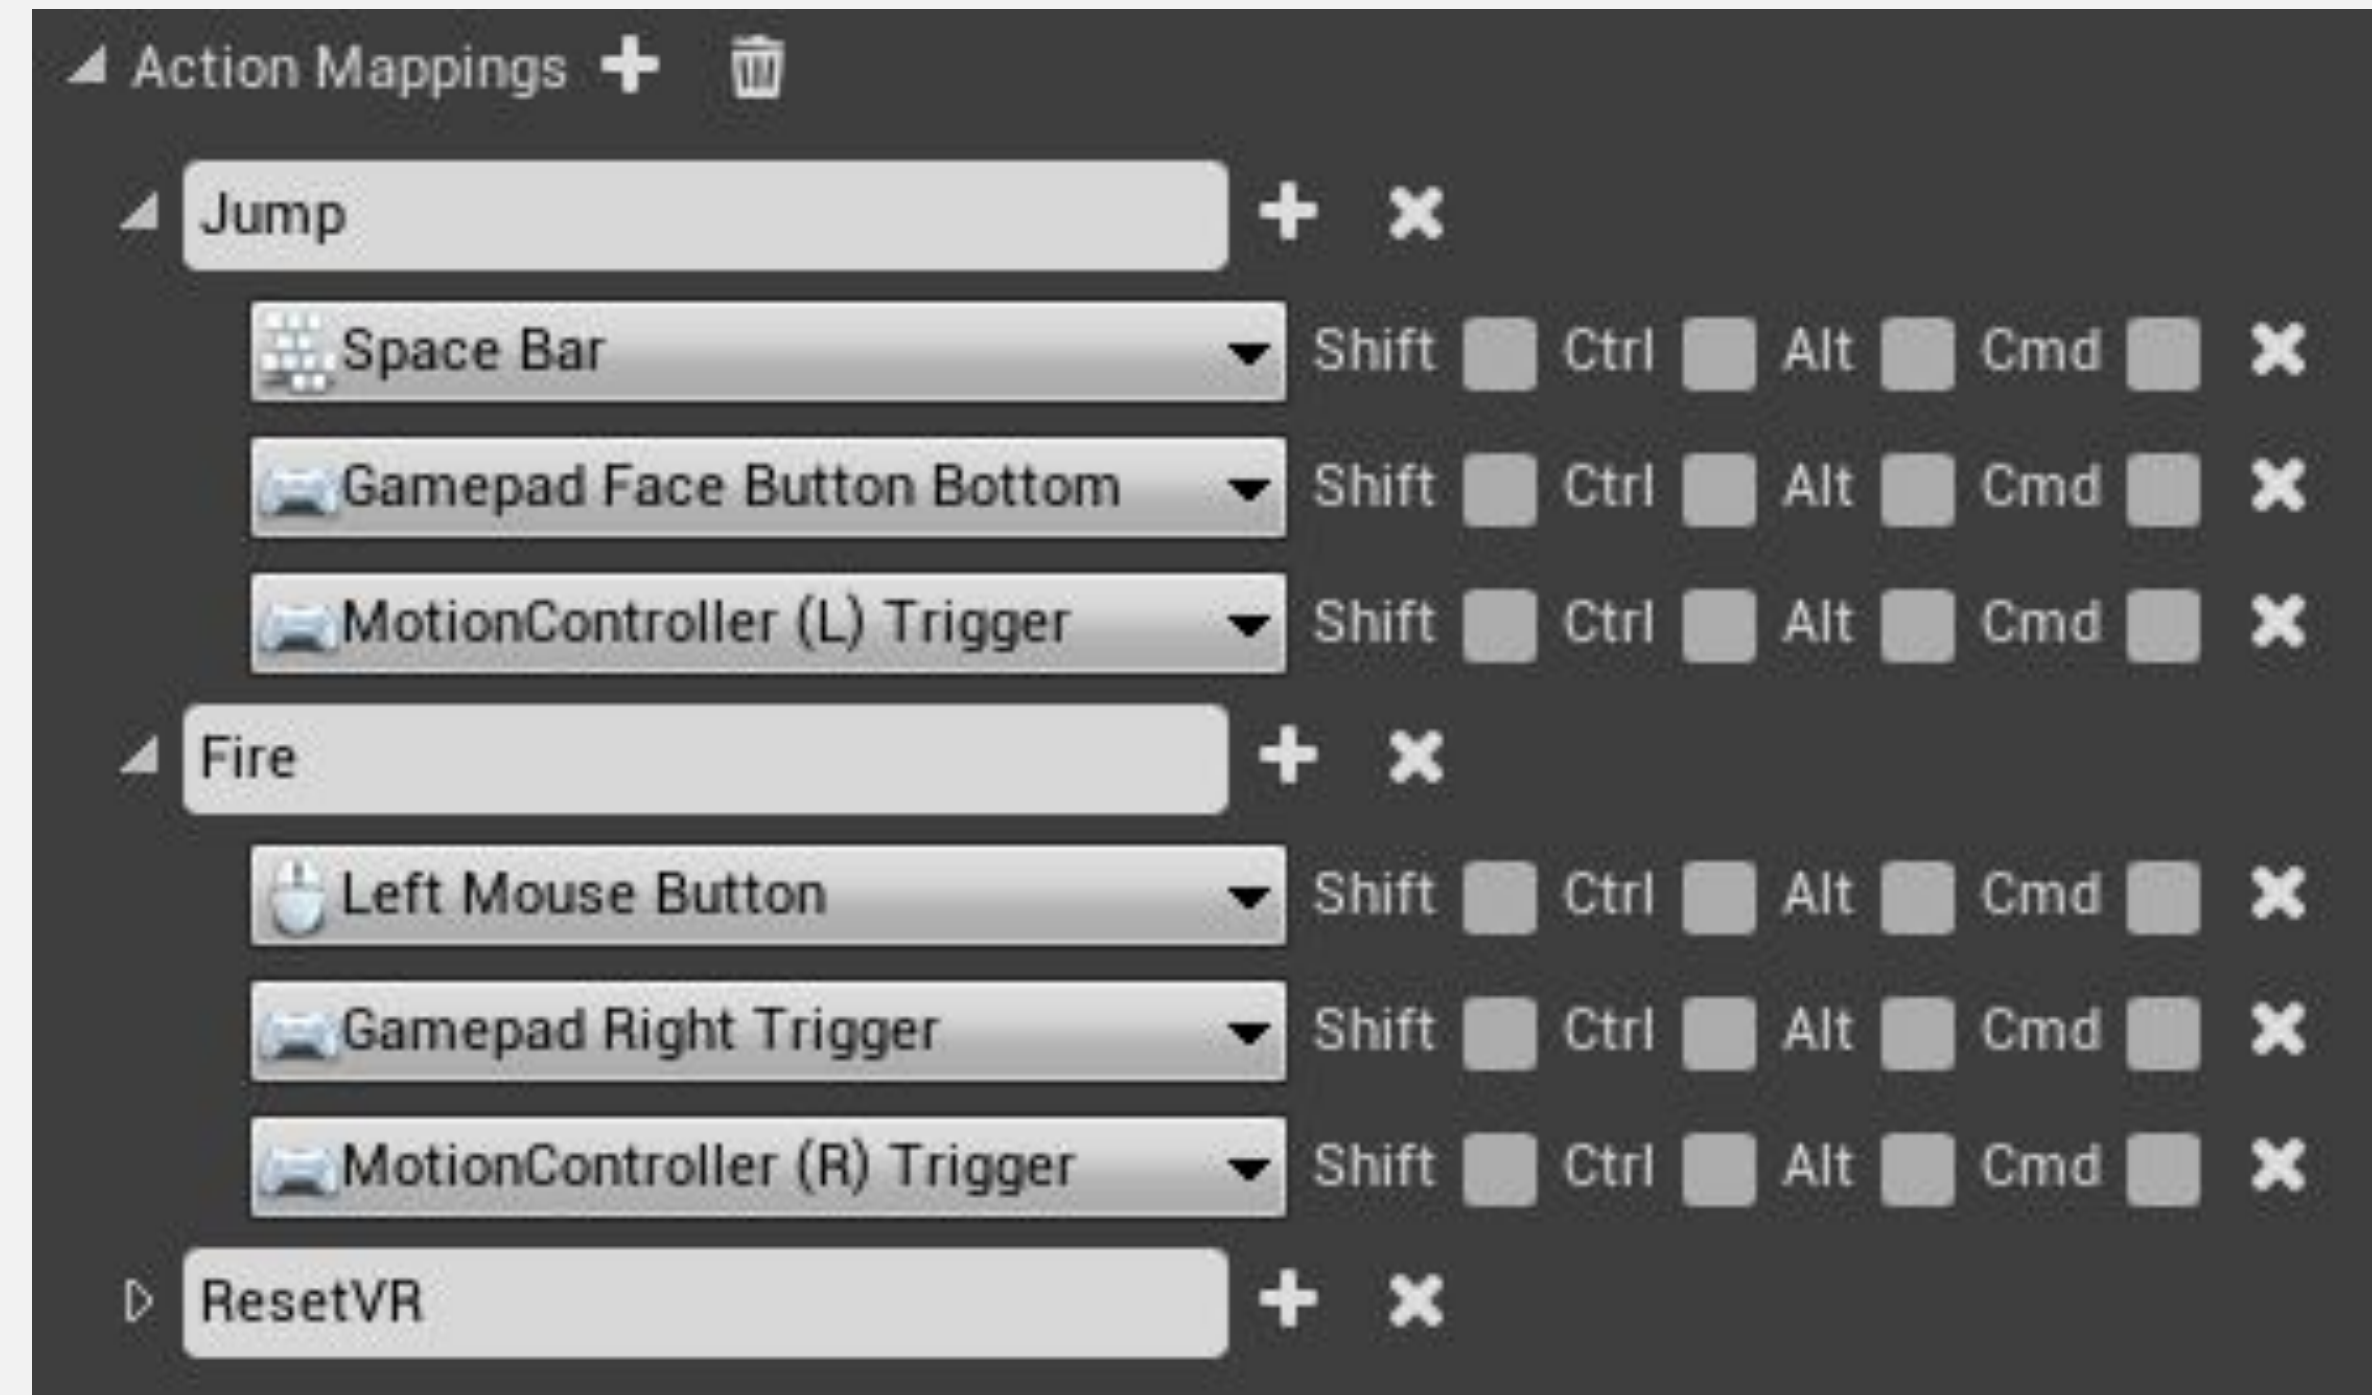 Action Mappings
Jump
Space Bar Shift Ctrl Alt Cmd
Gamepad Face Button Bottom Shift Ctrl Alt Cmd
MotionController (L) Trigger Shift Ctrl Alt Cmd
Fire
Left Mouse Button Shift Ctrl Alt Cmd
Gamepad Right Trigger Shift Ctrl Alt Cmd
MotionController (R) Trigger Shift Ctrl Alt Cmd
ResetVR